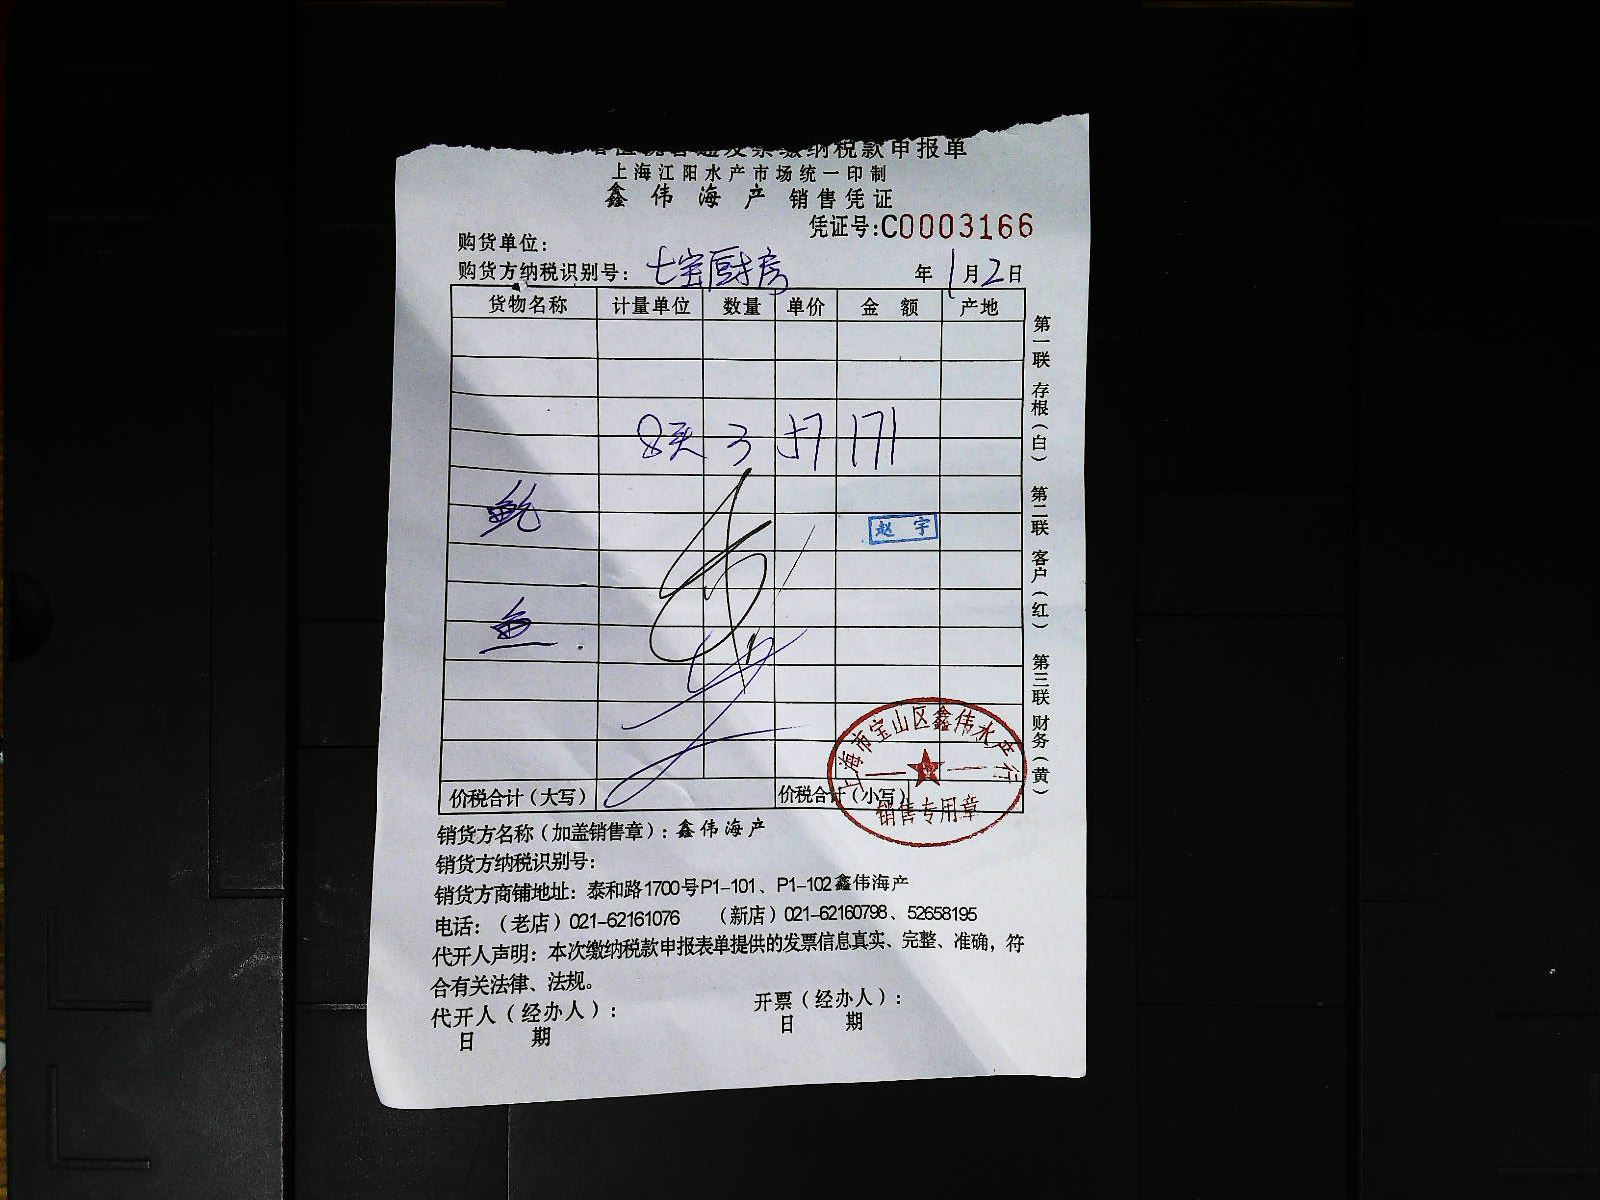 普通发票缴纳税款申报单
上海江阳水产市场统一印制
鑫伟海产 销售凭证
凭证号:C0003166
购货单位:
购货方纳税识别号: 七宝厨房 年 1月2日
货物名称 计量单位 数量 单价 金额 产地
8头 3 57 171
鲍
赵宇
鱼
价税合计(大写) 价税合计(小写)
上海市宝山区鑫伟水产行
销售专用章
第一联 存根(白) 第二联 客户(红) 第三联 财务(黄)
销货方名称(加盖销售章): 鑫伟海产
销货方纳税识别号:
销货方商铺地址: 泰和路1700号P1-101、P1-102鑫伟海产
电话:(老店)021-62161076 (新店)021-62160798、52658195
代开人声明: 本次缴纳税款申报表单提供的发票信息真实、完整、准确,符
合有关法律、法规。
代开人(经办人): 开票(经办人):
日 期 日 期